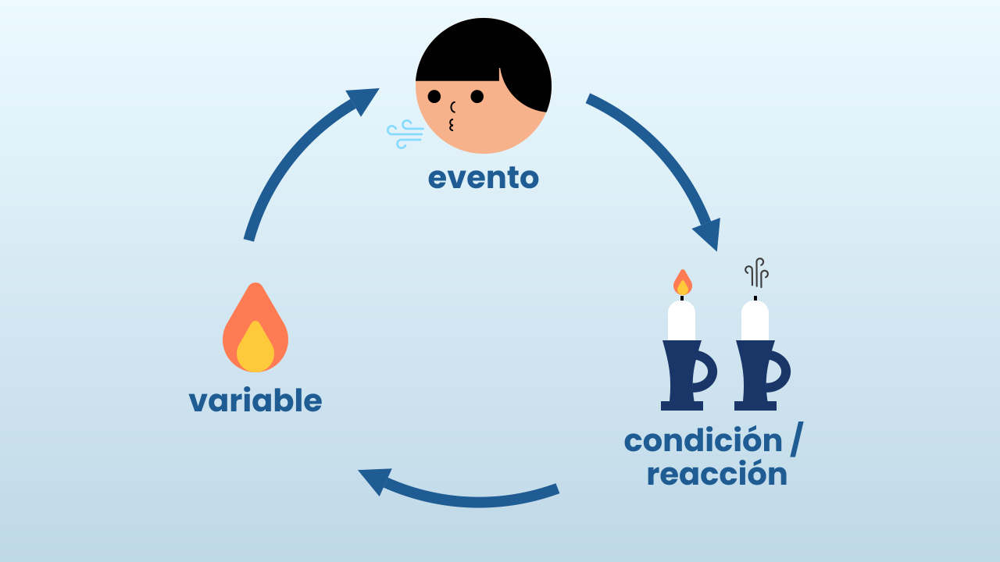 evento
variable
condición /
reacción